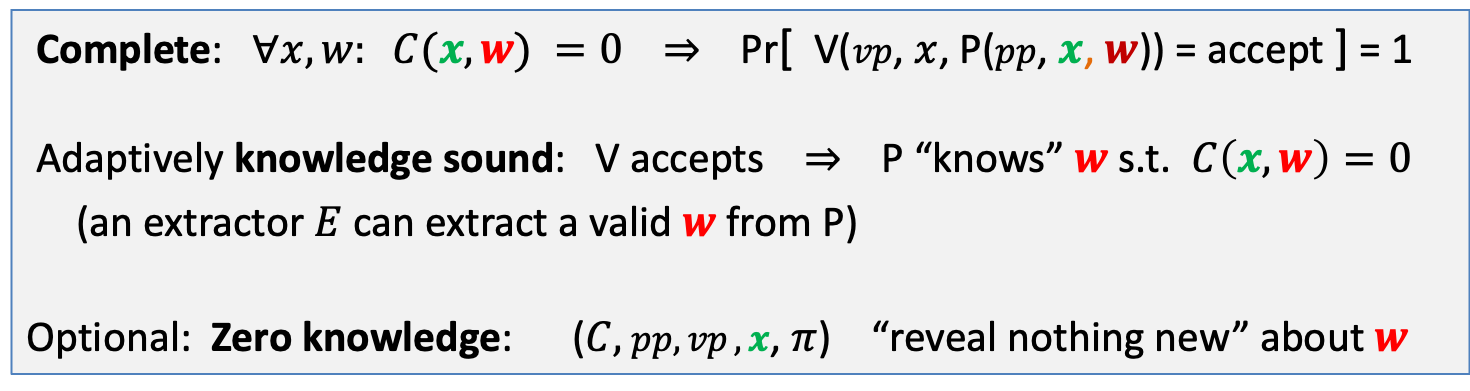 Complete: ∀x, w: C(x, w) = 0 ⇒ Pr[ V(vp, x, P(pp, x, w)) = accept ] = 1
Adaptively knowledge sound: V accepts ⇒ P “knows” w s.t. C(x, w) = 0
(an extractor E can extract a valid w from P)
Optional: Zero knowledge: (C, pp, vp, x, π) “reveal nothing new” about w